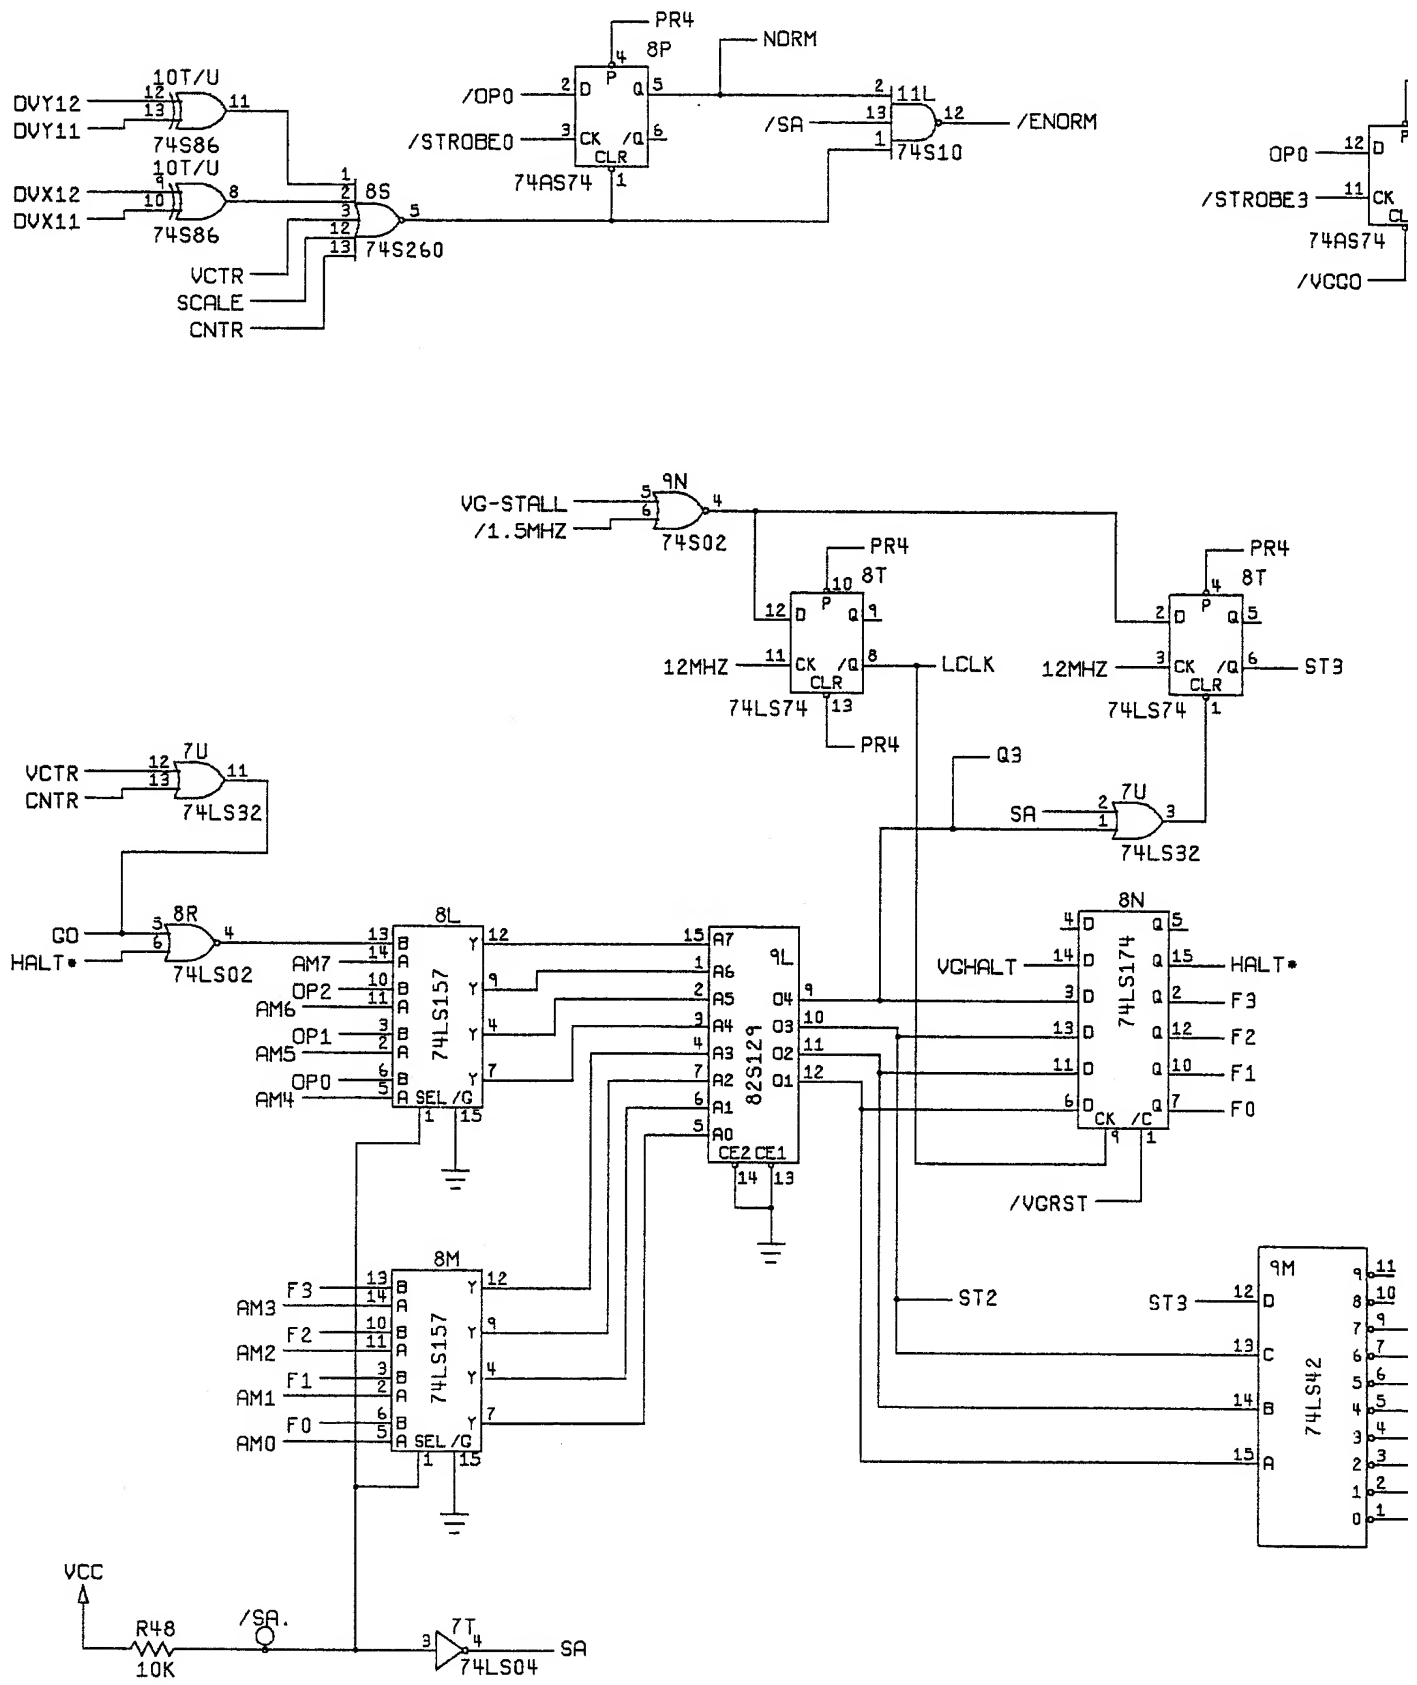 PR4
4
8P
NORM
10T/U
12
DVY12
11
13
DVY11
74S86
2 D P Q 5
/OP0
3 CK /Q 6
/STROBE0
CLR
74AS74 1
2 11L
/SA 13 12 /ENORM
1
74S10
P
OP0 12 D
/STROBE3 11 CK
CL
74AS74
/VGGO
10T/U
9
DVX12
8
10
DVX11
74S86
1
2 8S
3 5
12
13 74S260
VCTR
SCALE
CNTR
9N
VG-STALL 5 4
/1.5MHZ 6
74S02
PR4
10 8T
12 D P Q 9
12MHZ 11 CK /Q 8 LCLK
CLR
74LS74 13
PR4
PR4
4 8T
2 D P Q 5
12MHZ 3 CK /Q 6 ST3
CLR
74LS74 1
Q3
7U
SA 2 3
1
74LS32
7U
VCTR 12 11
CNTR 13
74LS32
8R
GO 5 4
HALT* 6
74LS02
8L
74LS157
13 B Y 12
AM7 14 A
OP2 10 B Y 9
AM6 11 A
OP1 3 B Y 4
AM5 2 A
OP0 6 B Y 7
AM4 5 A SEL /G
1 15
9L
82S129
15 A7
1 A6
2 A5 O4 9
3 A4 O3 10
4 A3 O2 11
7 A2 O1 12
6 A1
5 A0
CE2 CE1
14 13
8N
74LS174
4 D Q 5
VGHALT 14 D Q 15 HALT*
3 D Q 2 F3
13 D Q 12 F2
11 D Q 10 F1
6 D Q 7 F0
CK /C
9 1
/VGRST
8M
74LS157
F3 13 B Y 12
AM3 14 A
F2 10 B Y 9
AM2 11 A
F1 3 B Y 4
AM1 2 A
F0 6 B Y 7
AM0 5 A SEL /G
1 15
ST2
9M
74LS42
9 11
ST3 12 D 8 10
7 9
13 C 6 7
5 6
14 B 4 5
3 4
15 A 2 3
1 2
0 1
VCC
R48
10K
/SA.
7T
3 4 SA
74LS04